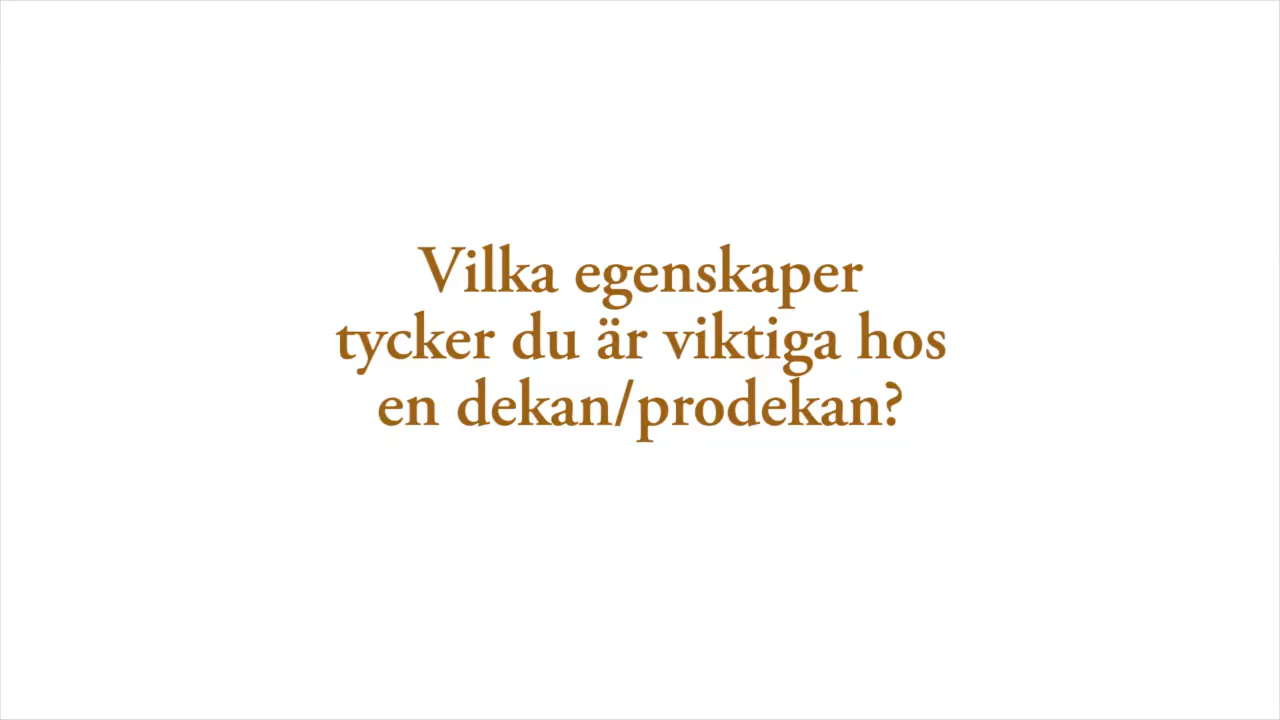 Vilka egenskaper
tycker du är viktiga hos
en dekan/prodekan?